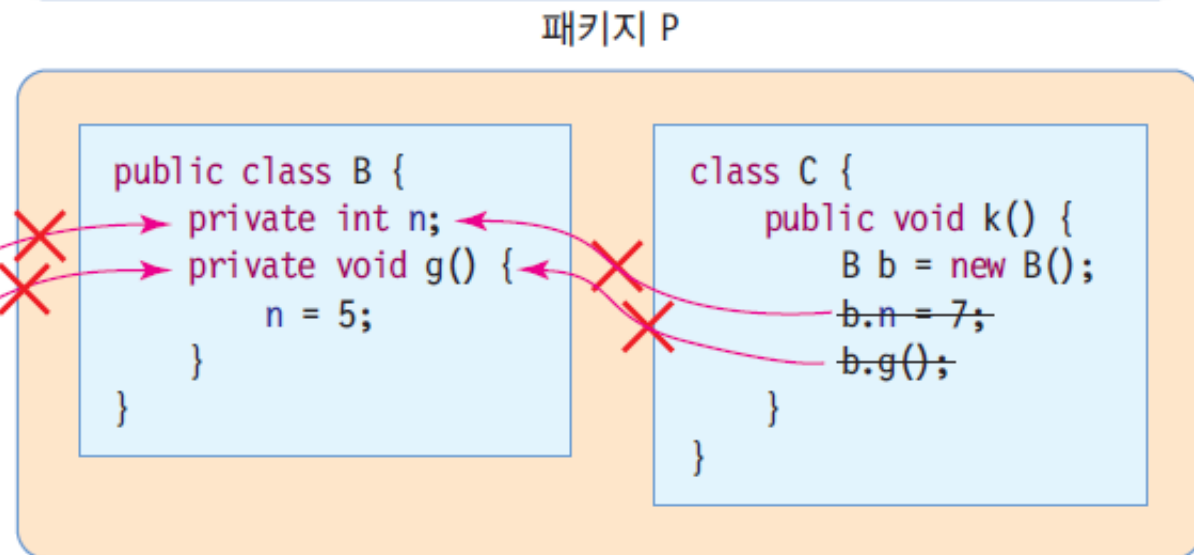 패키지 P
public class B {
private int n;
private void g() {
n = 5;
}
}
class C {
public void k() {
B b = new B();
b.n = 7;
b.g();
}
}